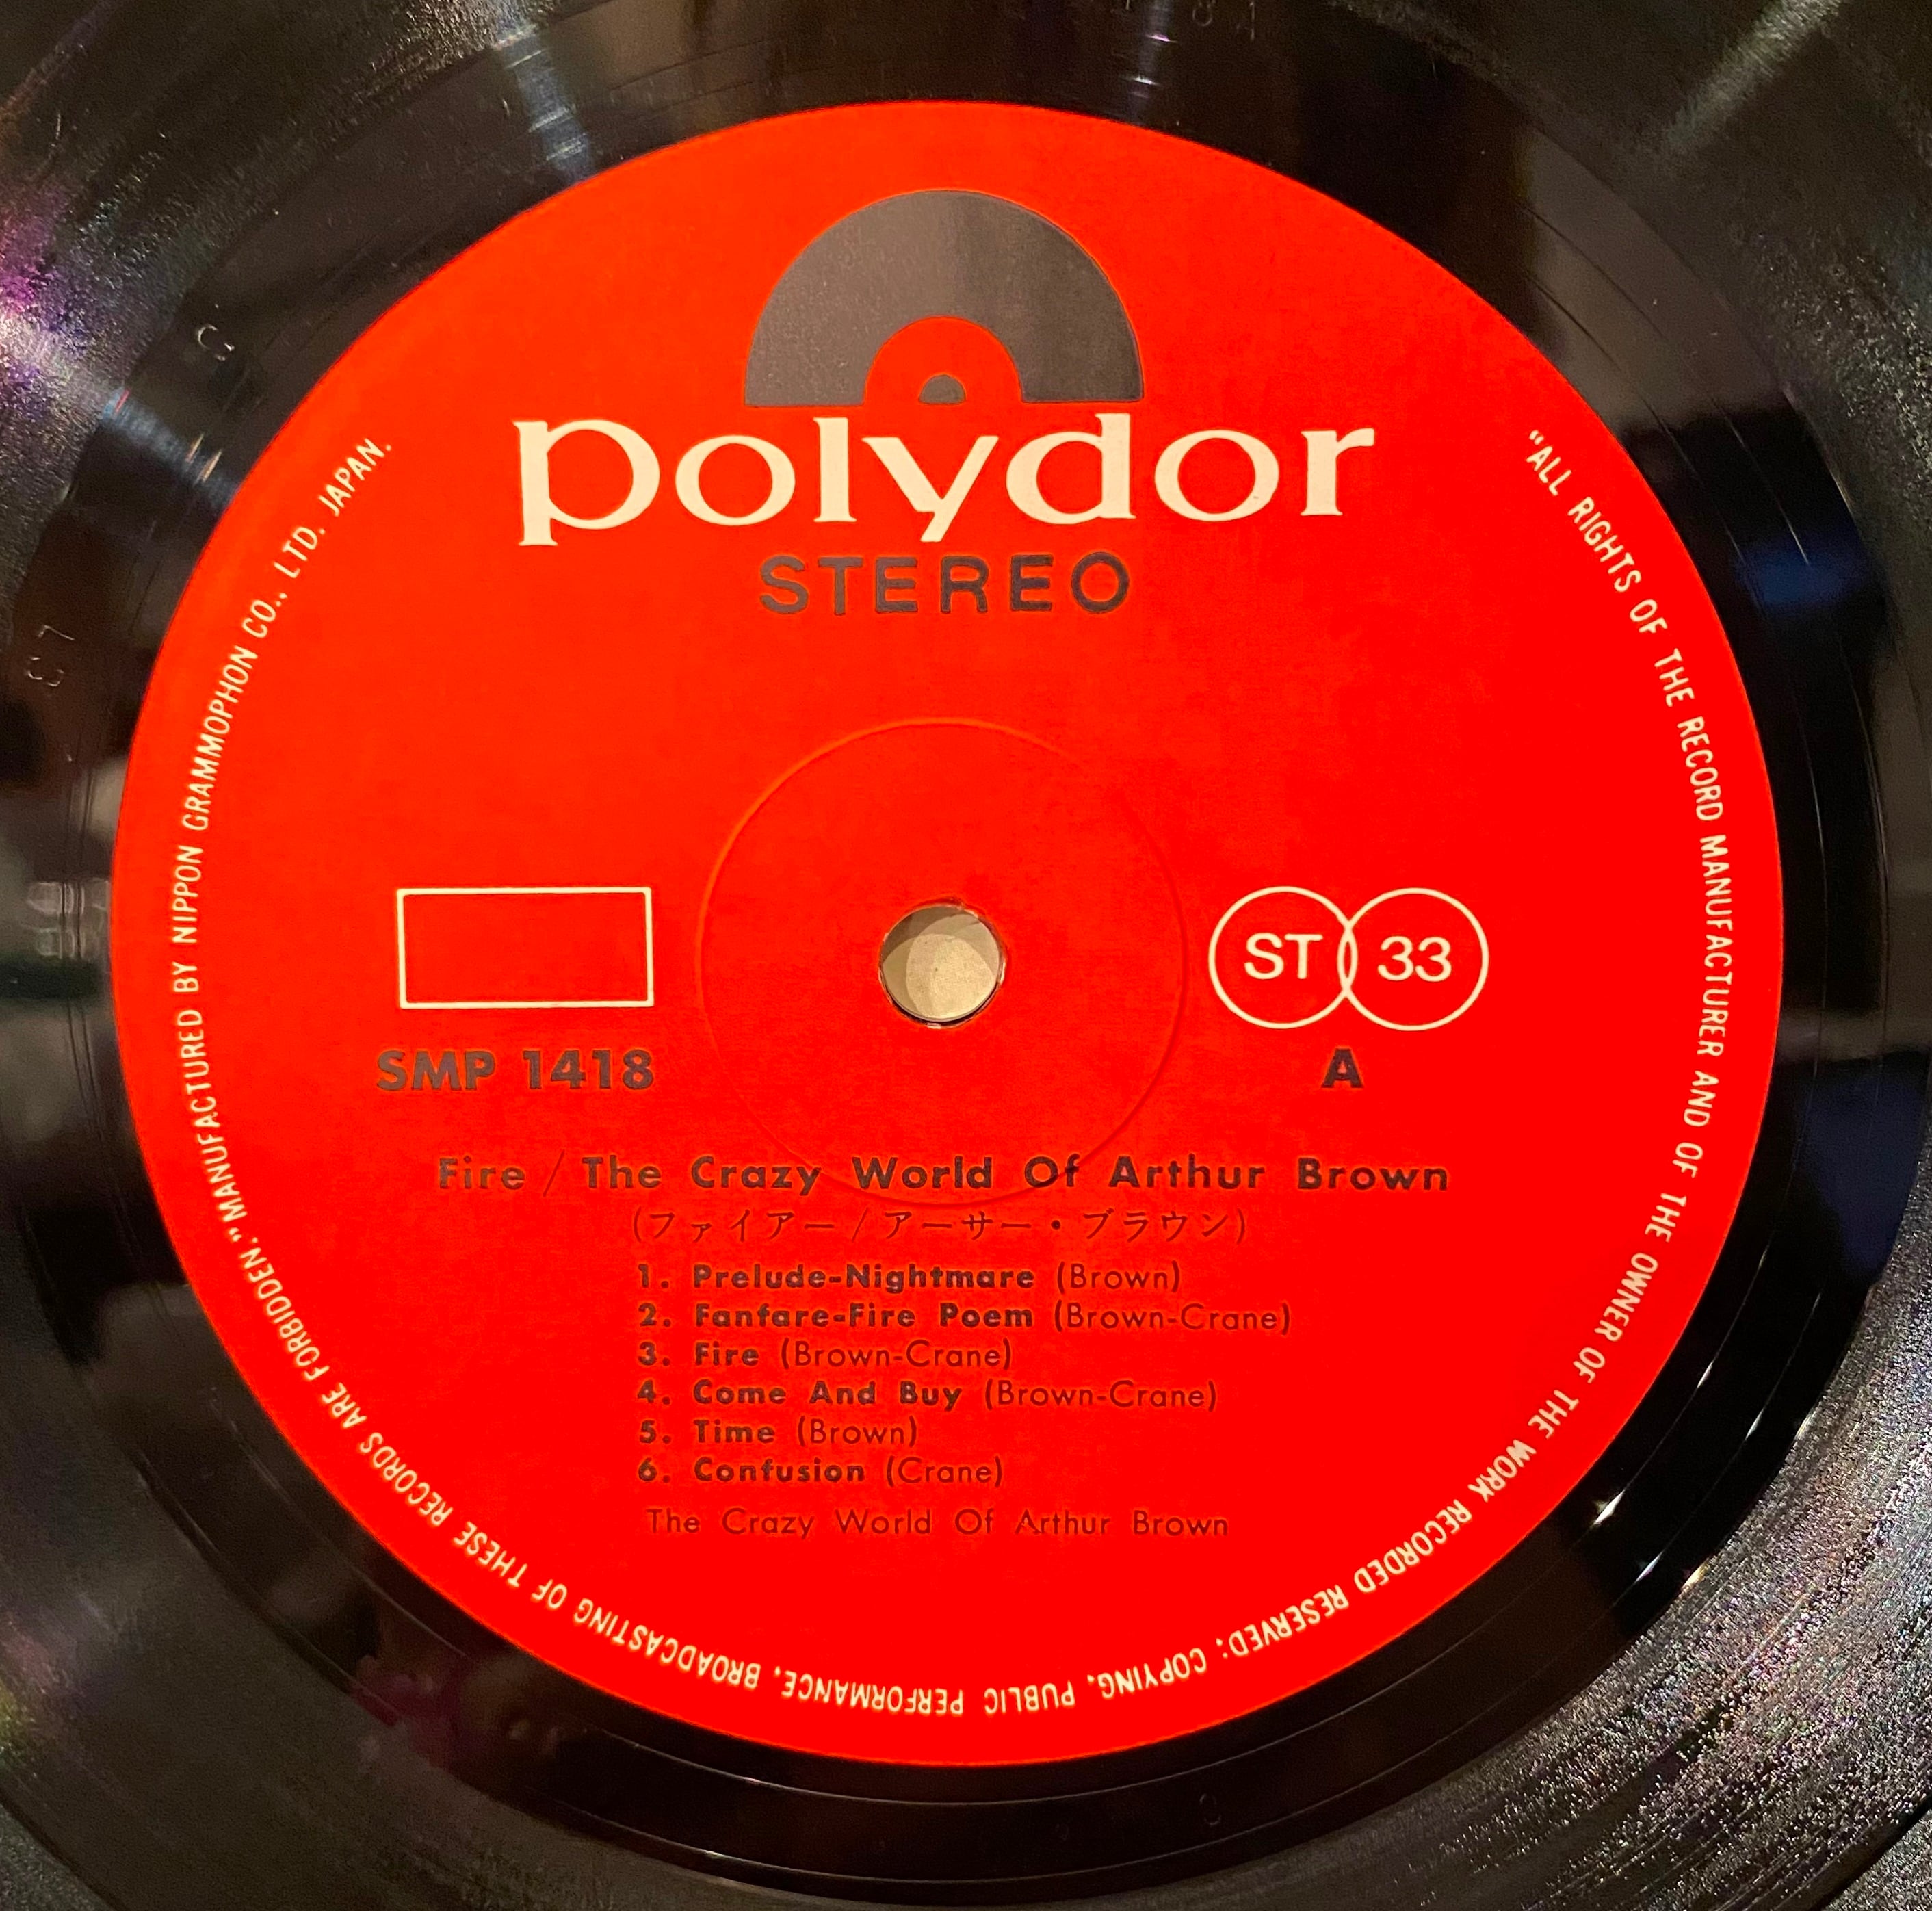 polydor
STEREO
ST 33
SMP 1418
A
Fire / The Crazy World Of Arthur Brown
(ファイアー/アーサー・ブラウン)
1. Prelude-Nightmare (Brown)
2. Fanfare-Fire Poem (Brown-Crane)
3. Fire (Brown-Crane)
4. Come And Buy (Brown-Crane)
5. Time (Brown)
6. Confusion (Crane)
The Crazy World Of Arthur Brown
"ALL RIGHTS OF THE RECORD MANUFACTURER AND OF THE OWNER OF THE WORK RECORDED RESERVED: COPYING, PUBLIC PERFORMANCE, BROADCASTING OF THESE RECORDS ARE FORBIDDEN." MANUFACTURED BY NIPPON GRAMMOPHON CO., LTD. JAPAN.